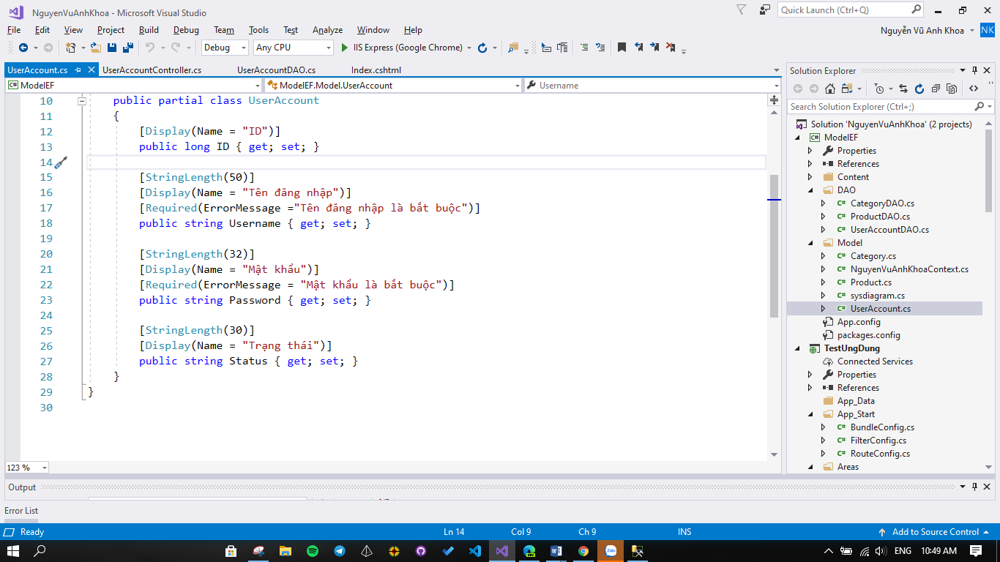 NguyenVuAnhKhoa - Microsoft Visual Studio
Quick Launch (Ctrl+Q)
File Edit View Project Build Debug Team Tools Test Analyze Window Help
Nguyễn Vũ Anh Khoa NK
Debug Any CPU IIS Express (Google Chrome)
UserAccount.cs UserAccountController.cs UserAccountDAO.cs Index.cshtml
ModelEF ModelEF.Model.UserAccount Username
10 public partial class UserAccount
11 {
12 [Display(Name = "ID")]
13 public long ID { get; set; }
14
15 [StringLength(50)]
16 [Display(Name = "Tên đăng nhập")]
17 [Required(ErrorMessage ="Tên đăng nhập là bắt buộc")]
18 public string Username { get; set; }
19
20 [StringLength(32)]
21 [Display(Name = "Mật khẩu")]
22 [Required(ErrorMessage = "Mật khẩu là bắt buộc")]
23 public string Password { get; set; }
24
25 [StringLength(30)]
26 [Display(Name = "Trạng thái")]
27 public string Status { get; set; }
28 }
29 }
30
123 %
Solution Explorer
Search Solution Explorer (Ctrl+;)
Solution 'NguyenVuAnhKhoa' (2 projects)
ModelEF
Properties
References
Content
DAO
CategoryDAO.cs
ProductDAO.cs
UserAccountDAO.cs
Model
Category.cs
NguyenVuAnhKhoaContext.cs
Product.cs
sysdiagram.cs
UserAccount.cs
App.config
packages.config
TestUngDung
Connected Services
Properties
References
App_Data
App_Start
BundleConfig.cs
FilterConfig.cs
RouteConfig.cs
Areas
Output
Error List
Ready Ln 14 Col 9 Ch 9 INS Add to Source Control
ENG 10:49 AM